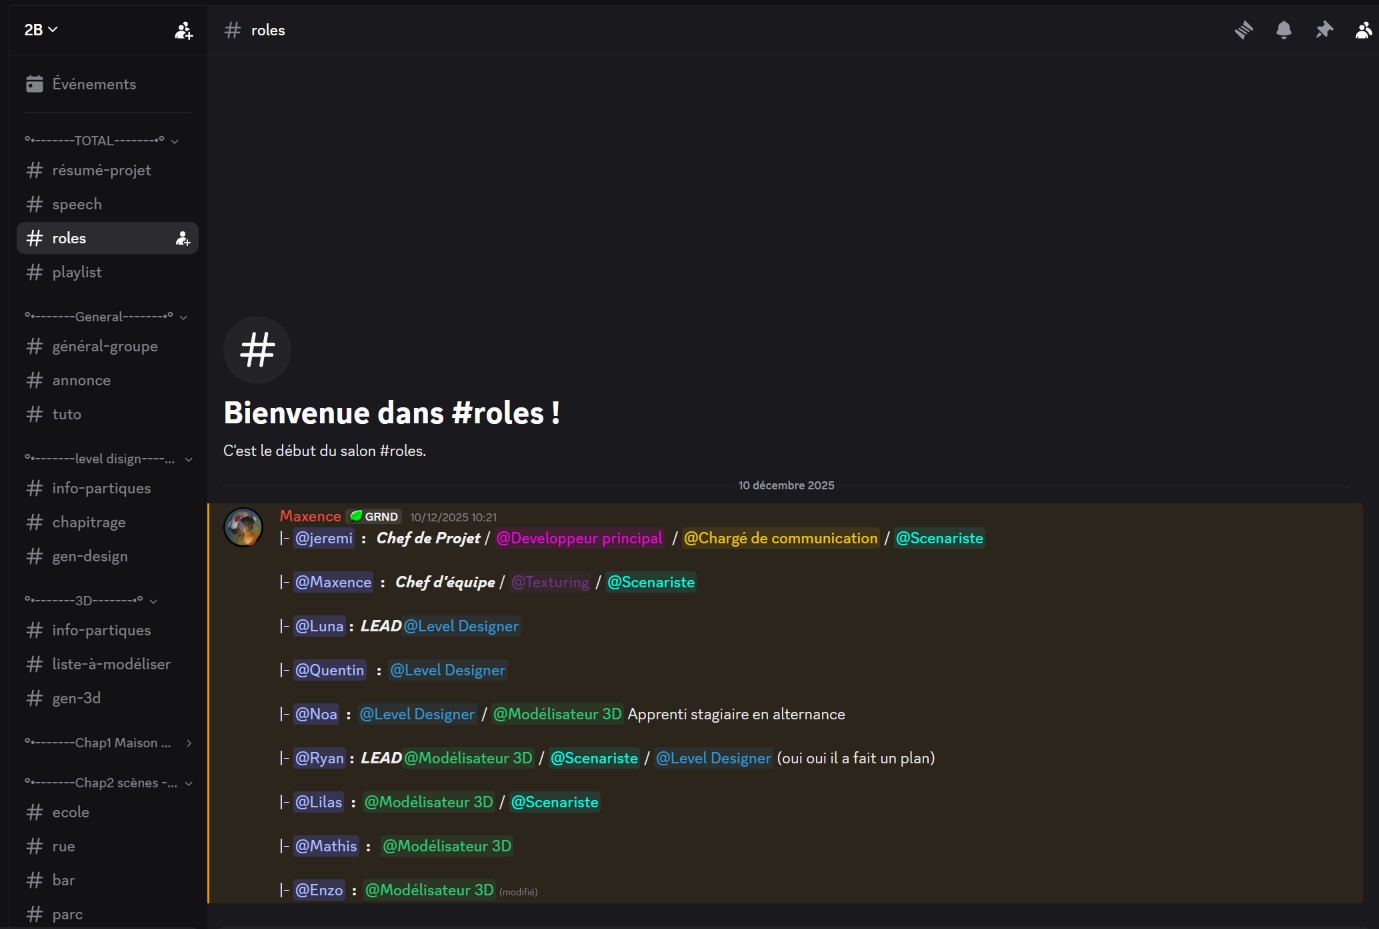 2B
# roles
Événements
°•-------TOTAL-------•°
# résumé-projet
# speech
# roles
# playlist
°•-------General-------•°
# général-groupe
# annonce
# tuto
°•-------level disign----...
# info-partiques
# chapitrage
# gen-design
°•-------3D-------•°
# info-partiques
# liste-à-modéliser
# gen-3d
°•-------Chap1 Maison ...
°•-------Chap2 scènes -...
# ecole
# rue
# bar
# parc
#
Bienvenue dans #roles !
C'est le début du salon #roles.
10 décembre 2025
Maxence GRND 10/12/2025 10:21
|- @jeremi : Chef de Projet / @Developpeur principal / @Chargé de communication / @Scenariste
|- @Maxence : Chef d'équipe / @Texturing / @Scenariste
|- @Luna : LEAD @Level Designer
|- @Quentin : @Level Designer
|- @Noa : @Level Designer / @Modélisateur 3D Apprenti stagiaire en alternance
|- @Ryan : LEAD @Modélisateur 3D / @Scenariste / @Level Designer (oui oui il a fait un plan)
|- @Lilas : @Modélisateur 3D / @Scenariste
|- @Mathis : @Modélisateur 3D
|- @Enzo : @Modélisateur 3D (modifié)